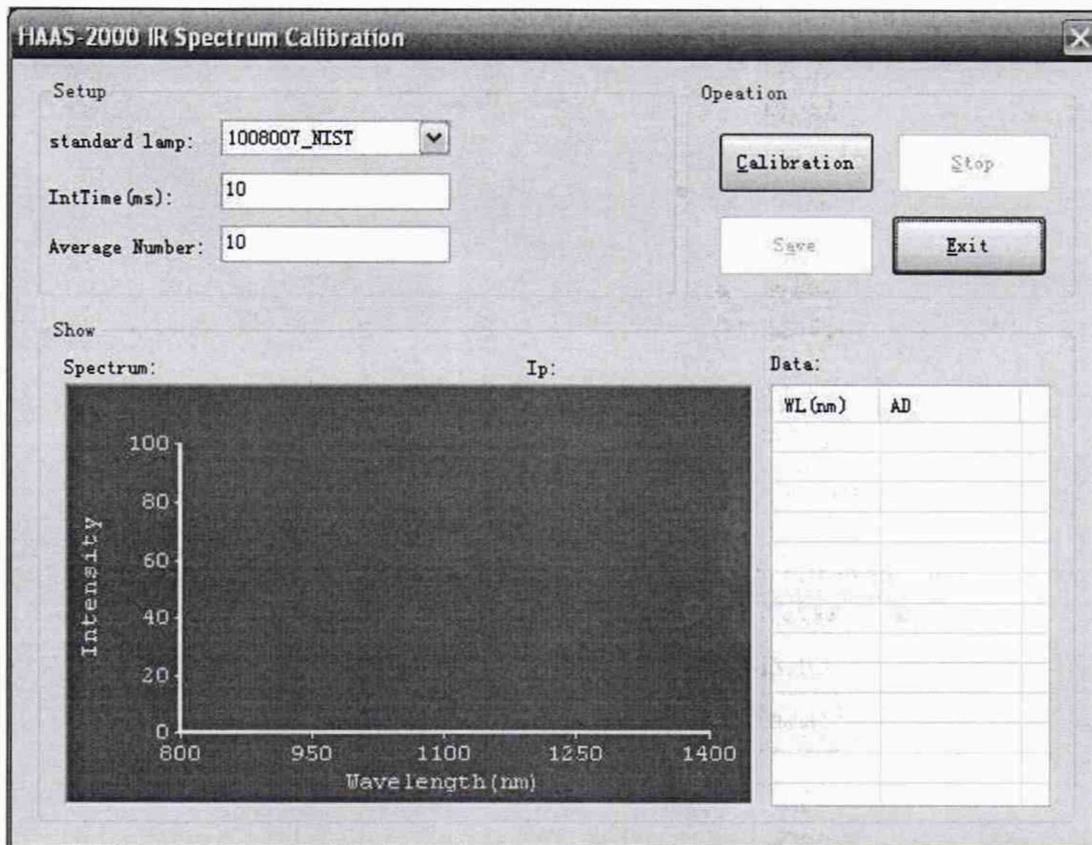 HAAS-2000 IR Spectrum Calibration
Setup
standard lamp: 1008007_NIST
IntTime(ms): 10
Average Number: 10
Opeation
Calibration Stop
Save Exit
Show
Spectrum: Ip:
Intensity
100
80
60
40
20
0
800 950 1100 1250 1400
Wavelength(nm)
Data:
WL(nm) AD